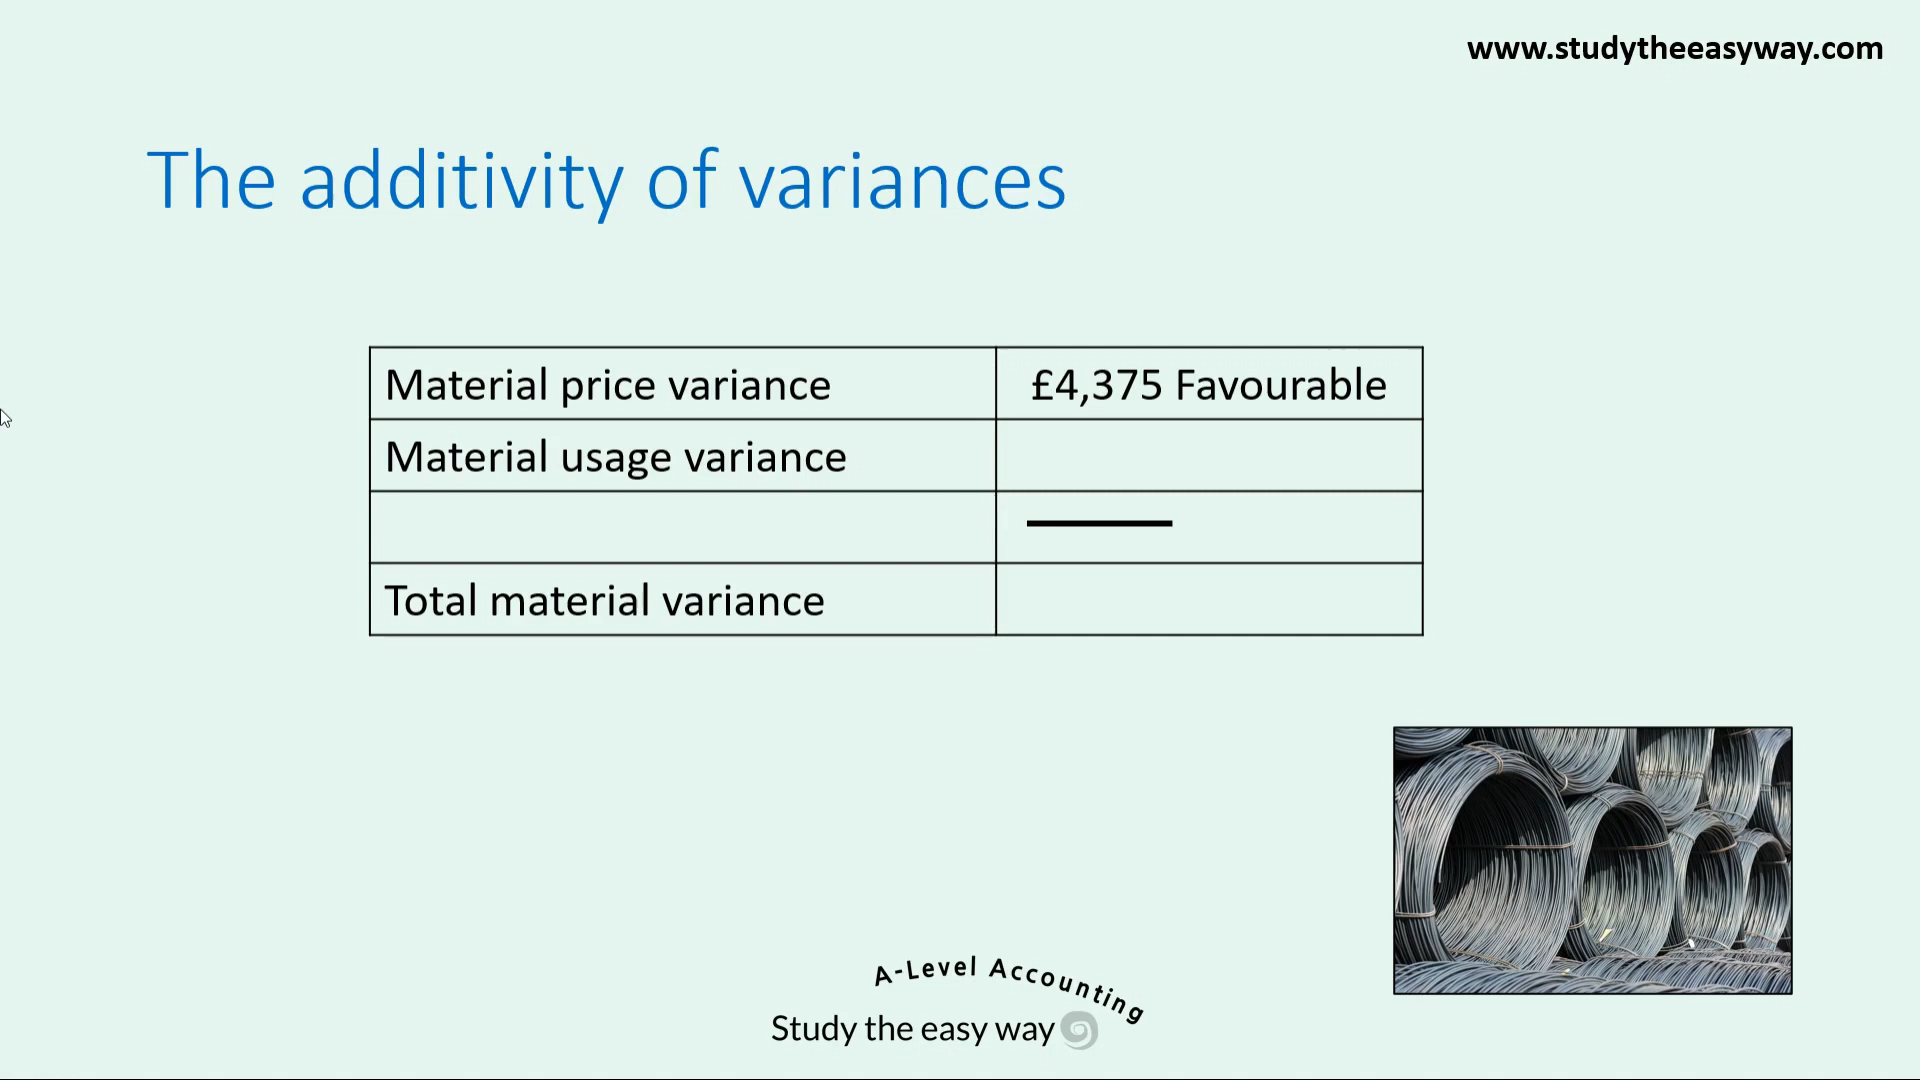 www.studytheeasyway.com
The additivity of variances
Material price variance £4,375 Favourable
Material usage variance
Total material variance
A-Level Accounting
Study the easy way